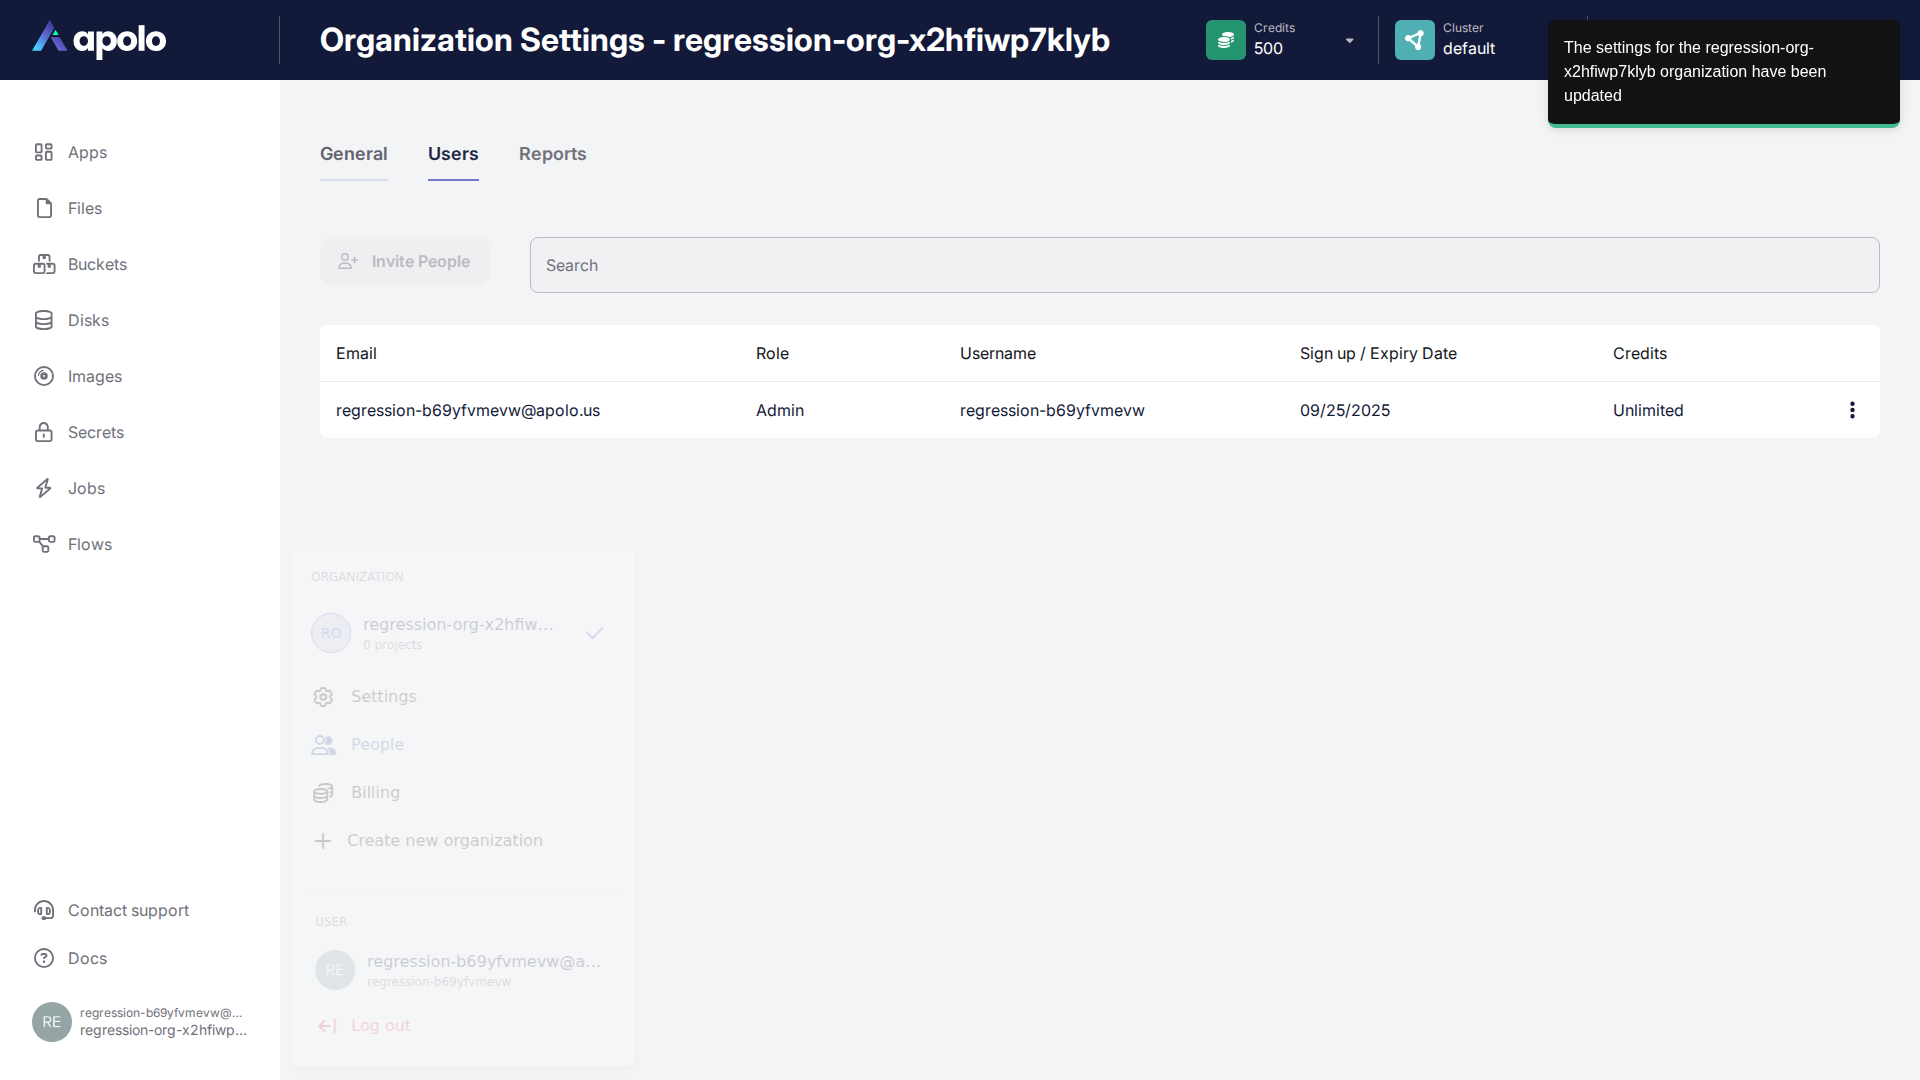 apolo
Organization Settings - regression-org-x2hfiwp7klyb
Credits
500
Cluster
default
The settings for the regression-org-
x2hfiwp7klyb organization have been
updated
Apps
Files
Buckets
Disks
Images
Secrets
Jobs
Flows
Contact support
Docs
RE
regression-b69yfvmevw@...
regression-org-x2hfiwp...
General
Users
Reports
Invite People
Search
Email
Role
Username
Sign up / Expiry Date
Credits
regression-b69yfvmevw@apolo.us
Admin
regression-b69yfvmevw
09/25/2025
Unlimited
ORGANIZATION
RO
regression-org-x2hfiw...
0 projects
Settings
People
Billing
Create new organization
USER
RE
regression-b69yfvmevw@a...
regression-b69yfvmevw
Log out